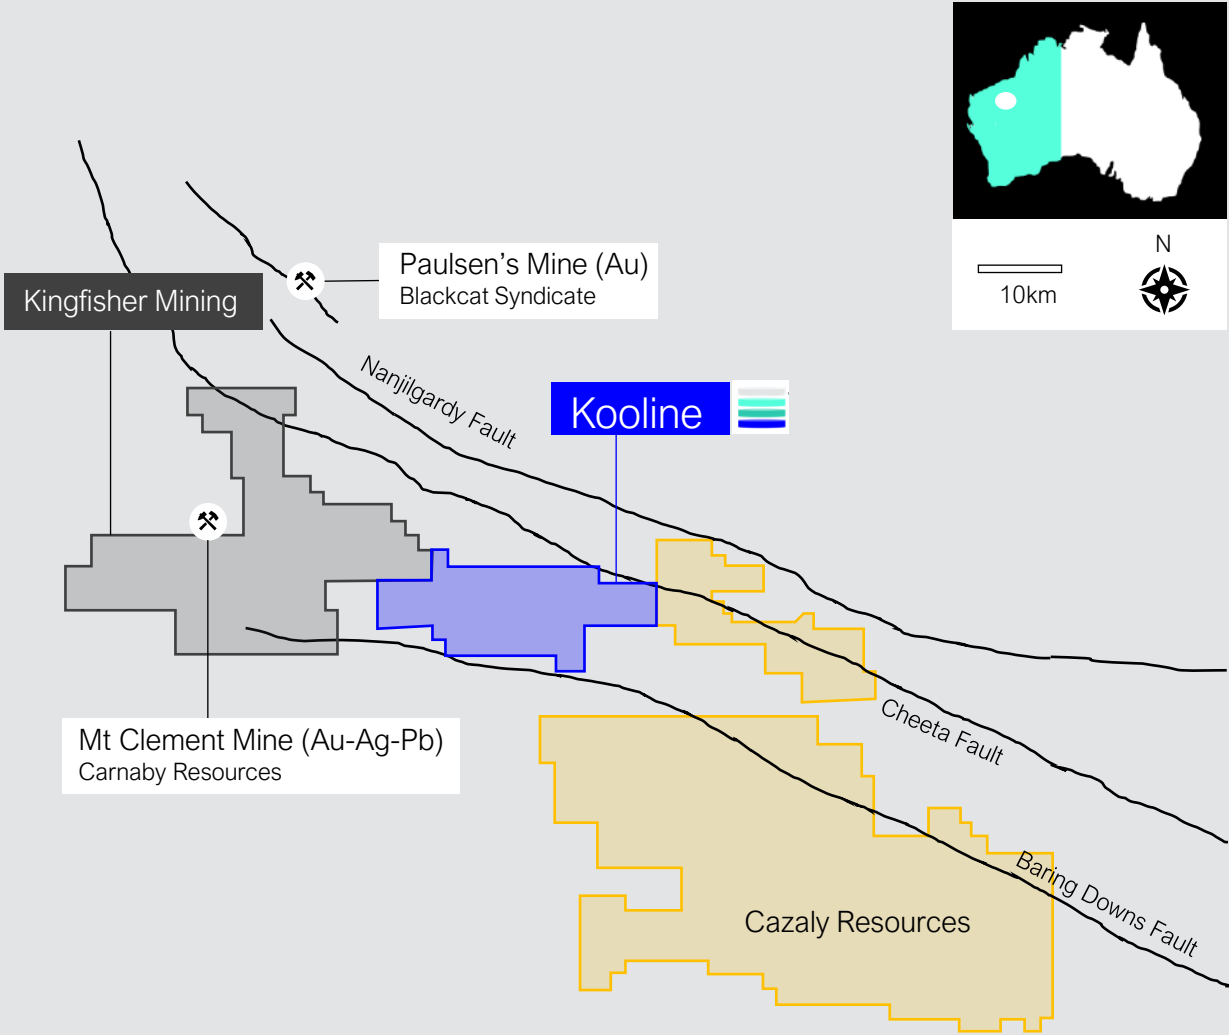 N
10km
Paulsen's Mine (Au)
Blackcat Syndicate
Kingfisher Mining
Nanjilgardy Fault
Kooline
Mt Clement Mine (Au-Ag-Pb)
Carnaby Resources
Cheeta Fault
Baring Downs Fault
Cazaly Resources